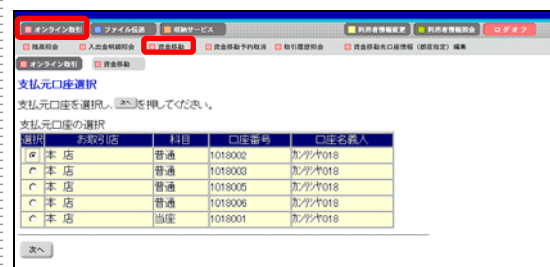 オンライン取引 ファイル伝送 収納サービス 利用者情報変更 利用者情報照会 ログオフ
残高照会 入出金明細照会 資金移動 資金移動予約取消 取引履歴照会 資金移動先口座情報（都度指定）編集
オンライン取引 資金移動
支払元口座選択
支払元口座を選択し、次へを押してください。
支払元口座の選択
選択 お取引店 科目 口座番号 口座名義人
本 店 普通 1018002 カンリシヤ018
本 店 普通 1018003 カンリシヤ018
本 店 普通 1018005 カンリシヤ018
本 店 普通 1018006 カンリシヤ018
本 店 当座 1018001 カンリシヤ018
次へ